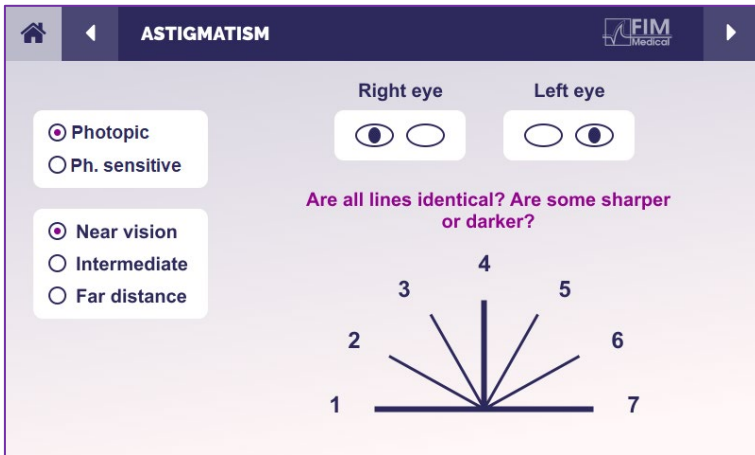 ASTIGMATISM
FIM
Medical
Right eye
Left eye
Photopic
Ph. sensitive
Near vision
Intermediate
Far distance
Are all lines identical? Are some sharper
or darker?
1
2
3
4
5
6
7